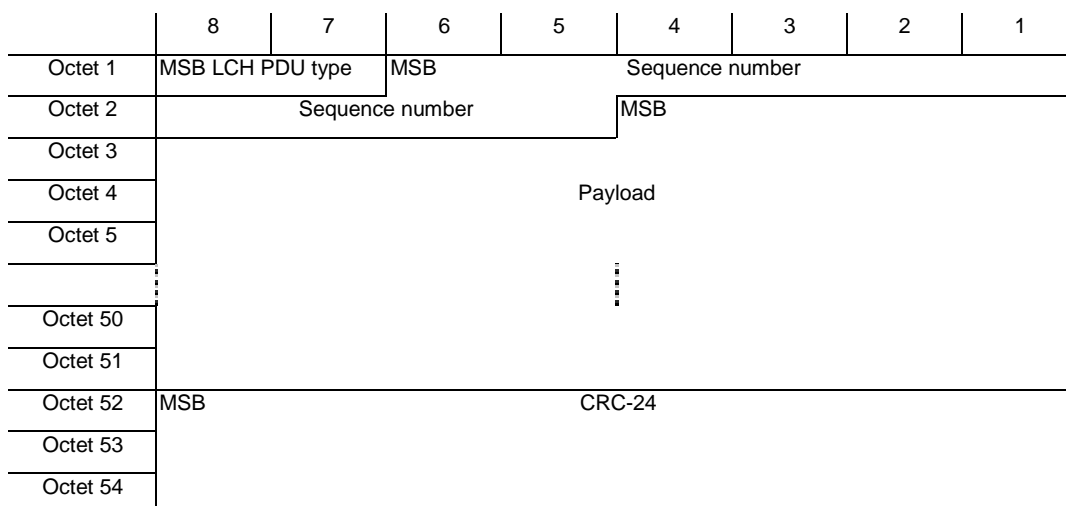 8 7 6 5 4 3 2 1
Octet 1 MSB LCH PDU type MSB Sequence number
Octet 2 Sequence number MSB
Octet 3
Octet 4 Payload
Octet 5
Octet 50
Octet 51
Octet 52 MSB CRC-24
Octet 53
Octet 54